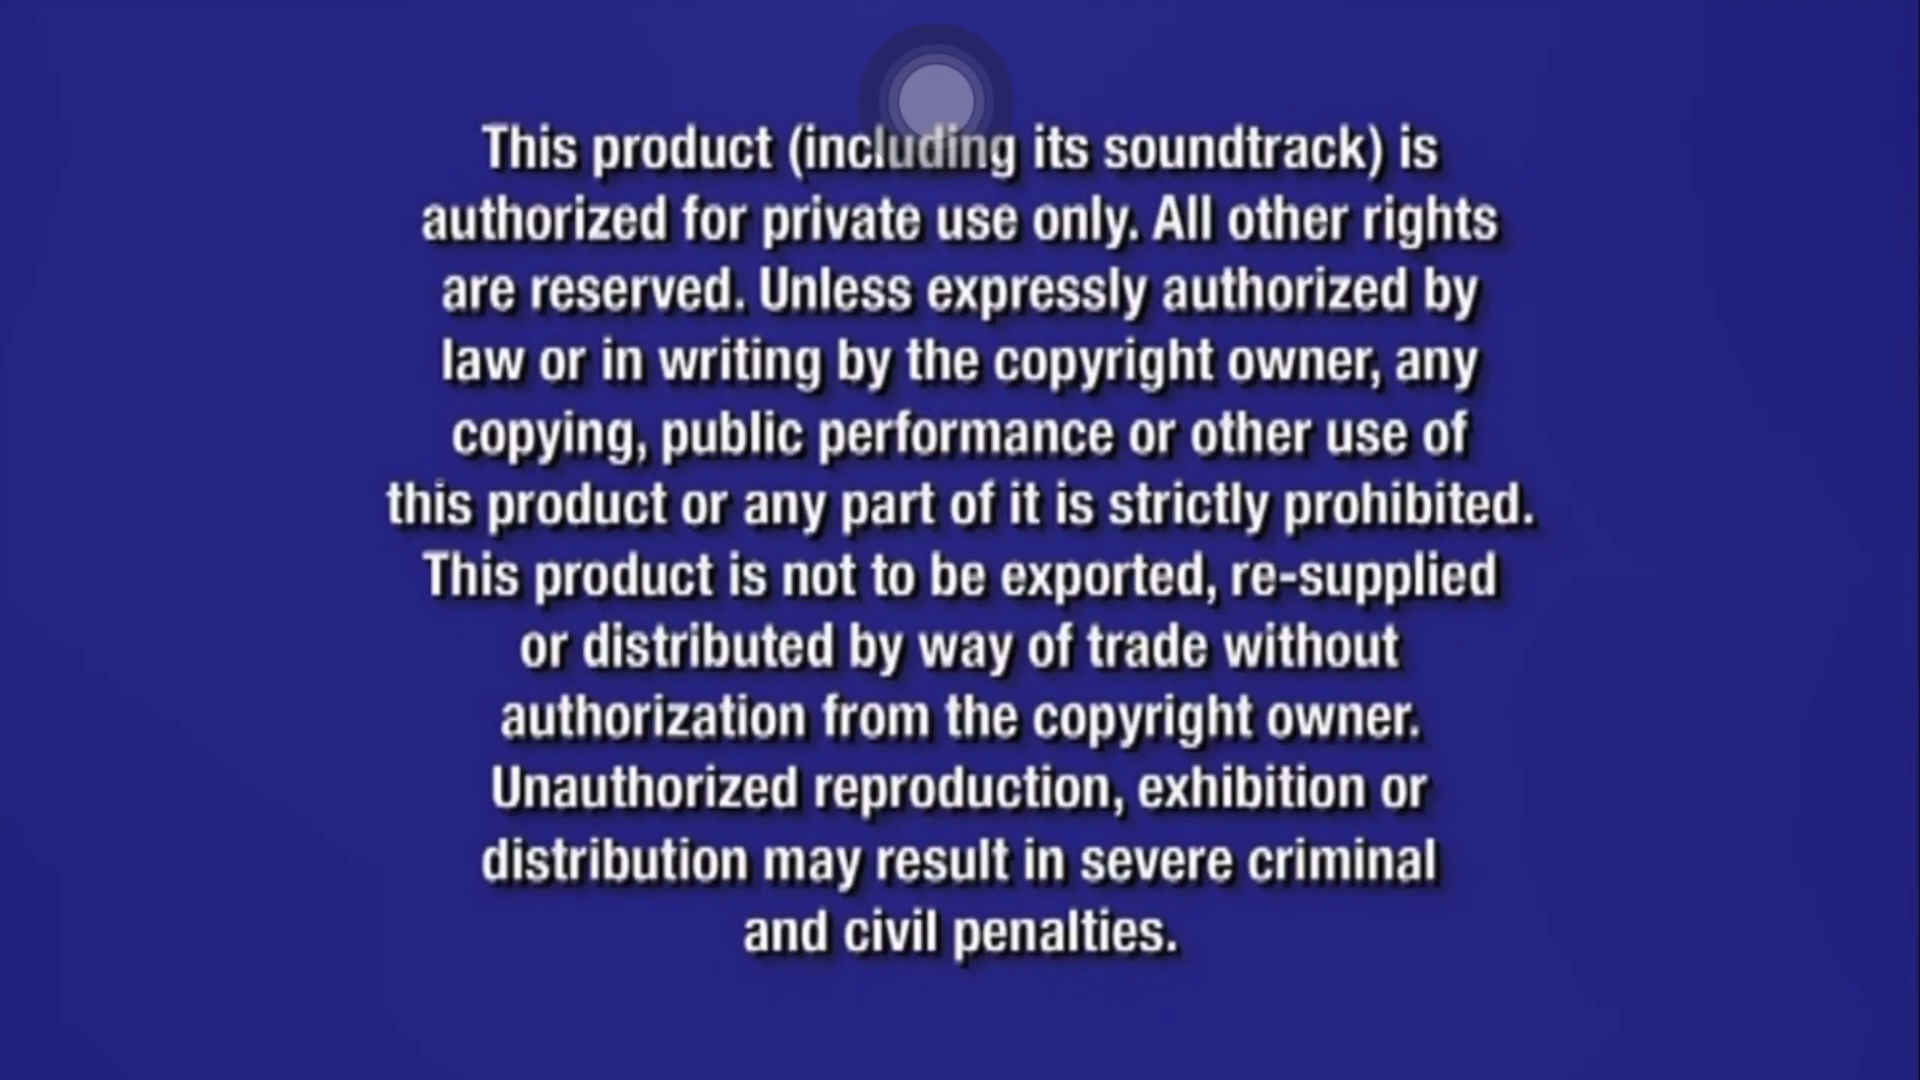 This product (including its soundtrack) is
authorized for private use only. All other rights
are reserved. Unless expressly authorized by
law or in writing by the copyright owner, any
copying, public performance or other use of
this product or any part of it is strictly prohibited.
This product is not to be exported, re-supplied
or distributed by way of trade without
authorization from the copyright owner.
Unauthorized reproduction, exhibition or
distribution may result in severe criminal
and civil penalties.